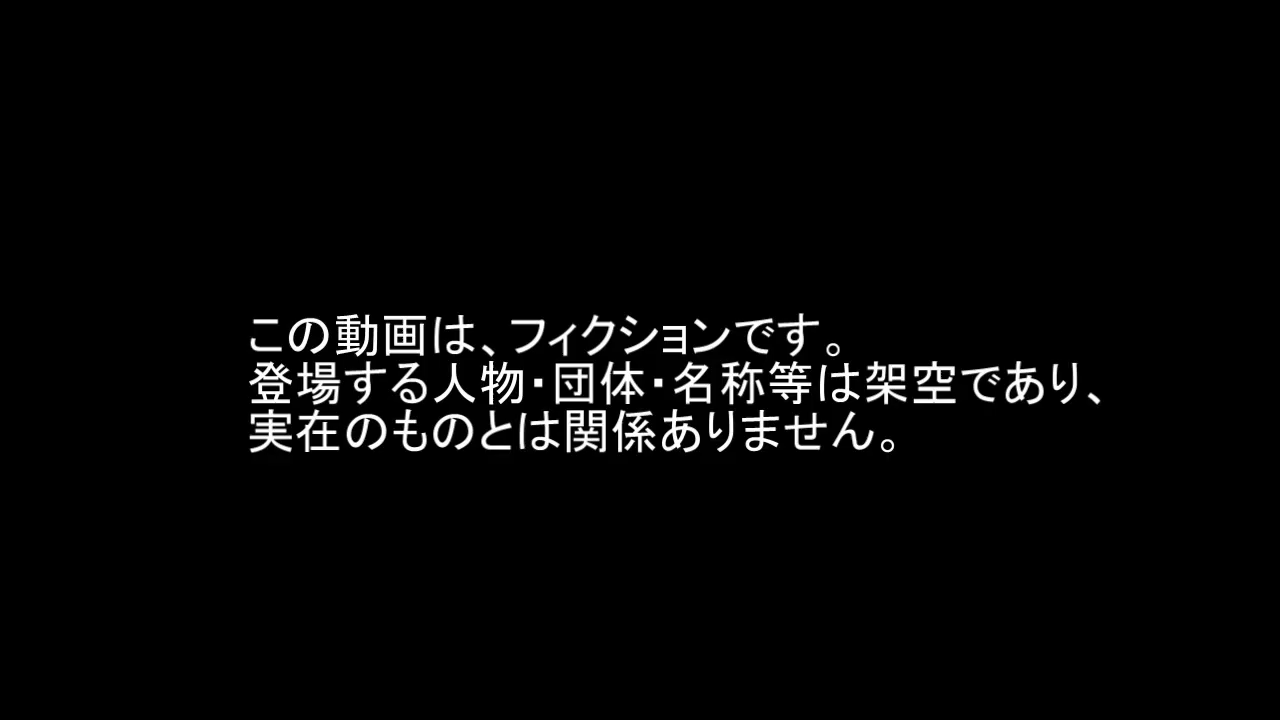 この動画は、フィクションです。
登場する人物・団体・名称等は架空であり、
実在のものとは関係ありません。